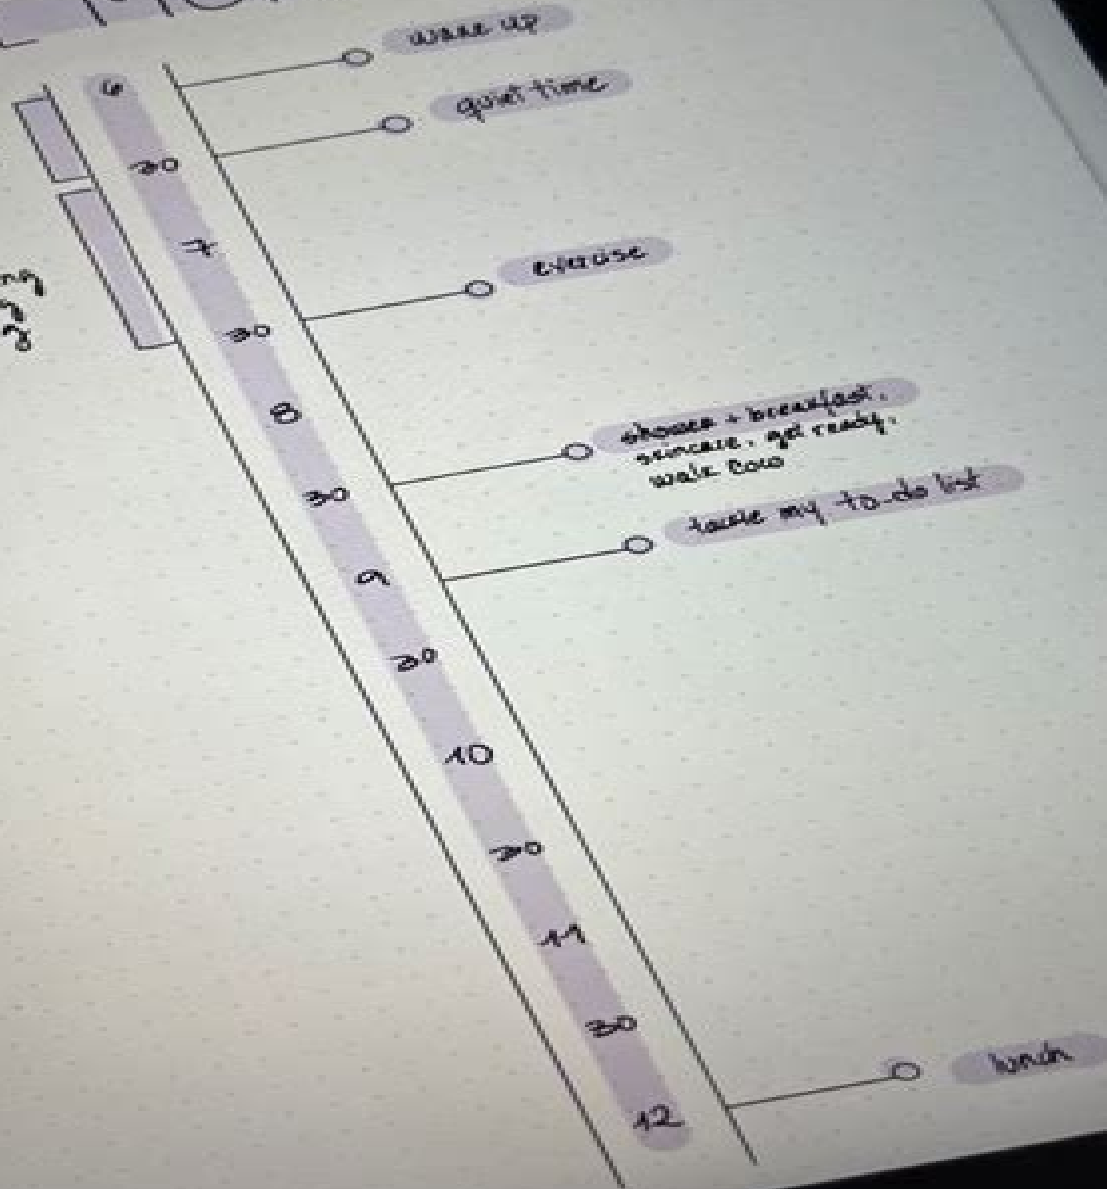 wake up
6
quiet time
30
7
exercise
30
8
shower + breakfast,
skincare, get ready,
walk Coco
30
tackle my to-do list
9
30
10
30
11
30
lunch
12